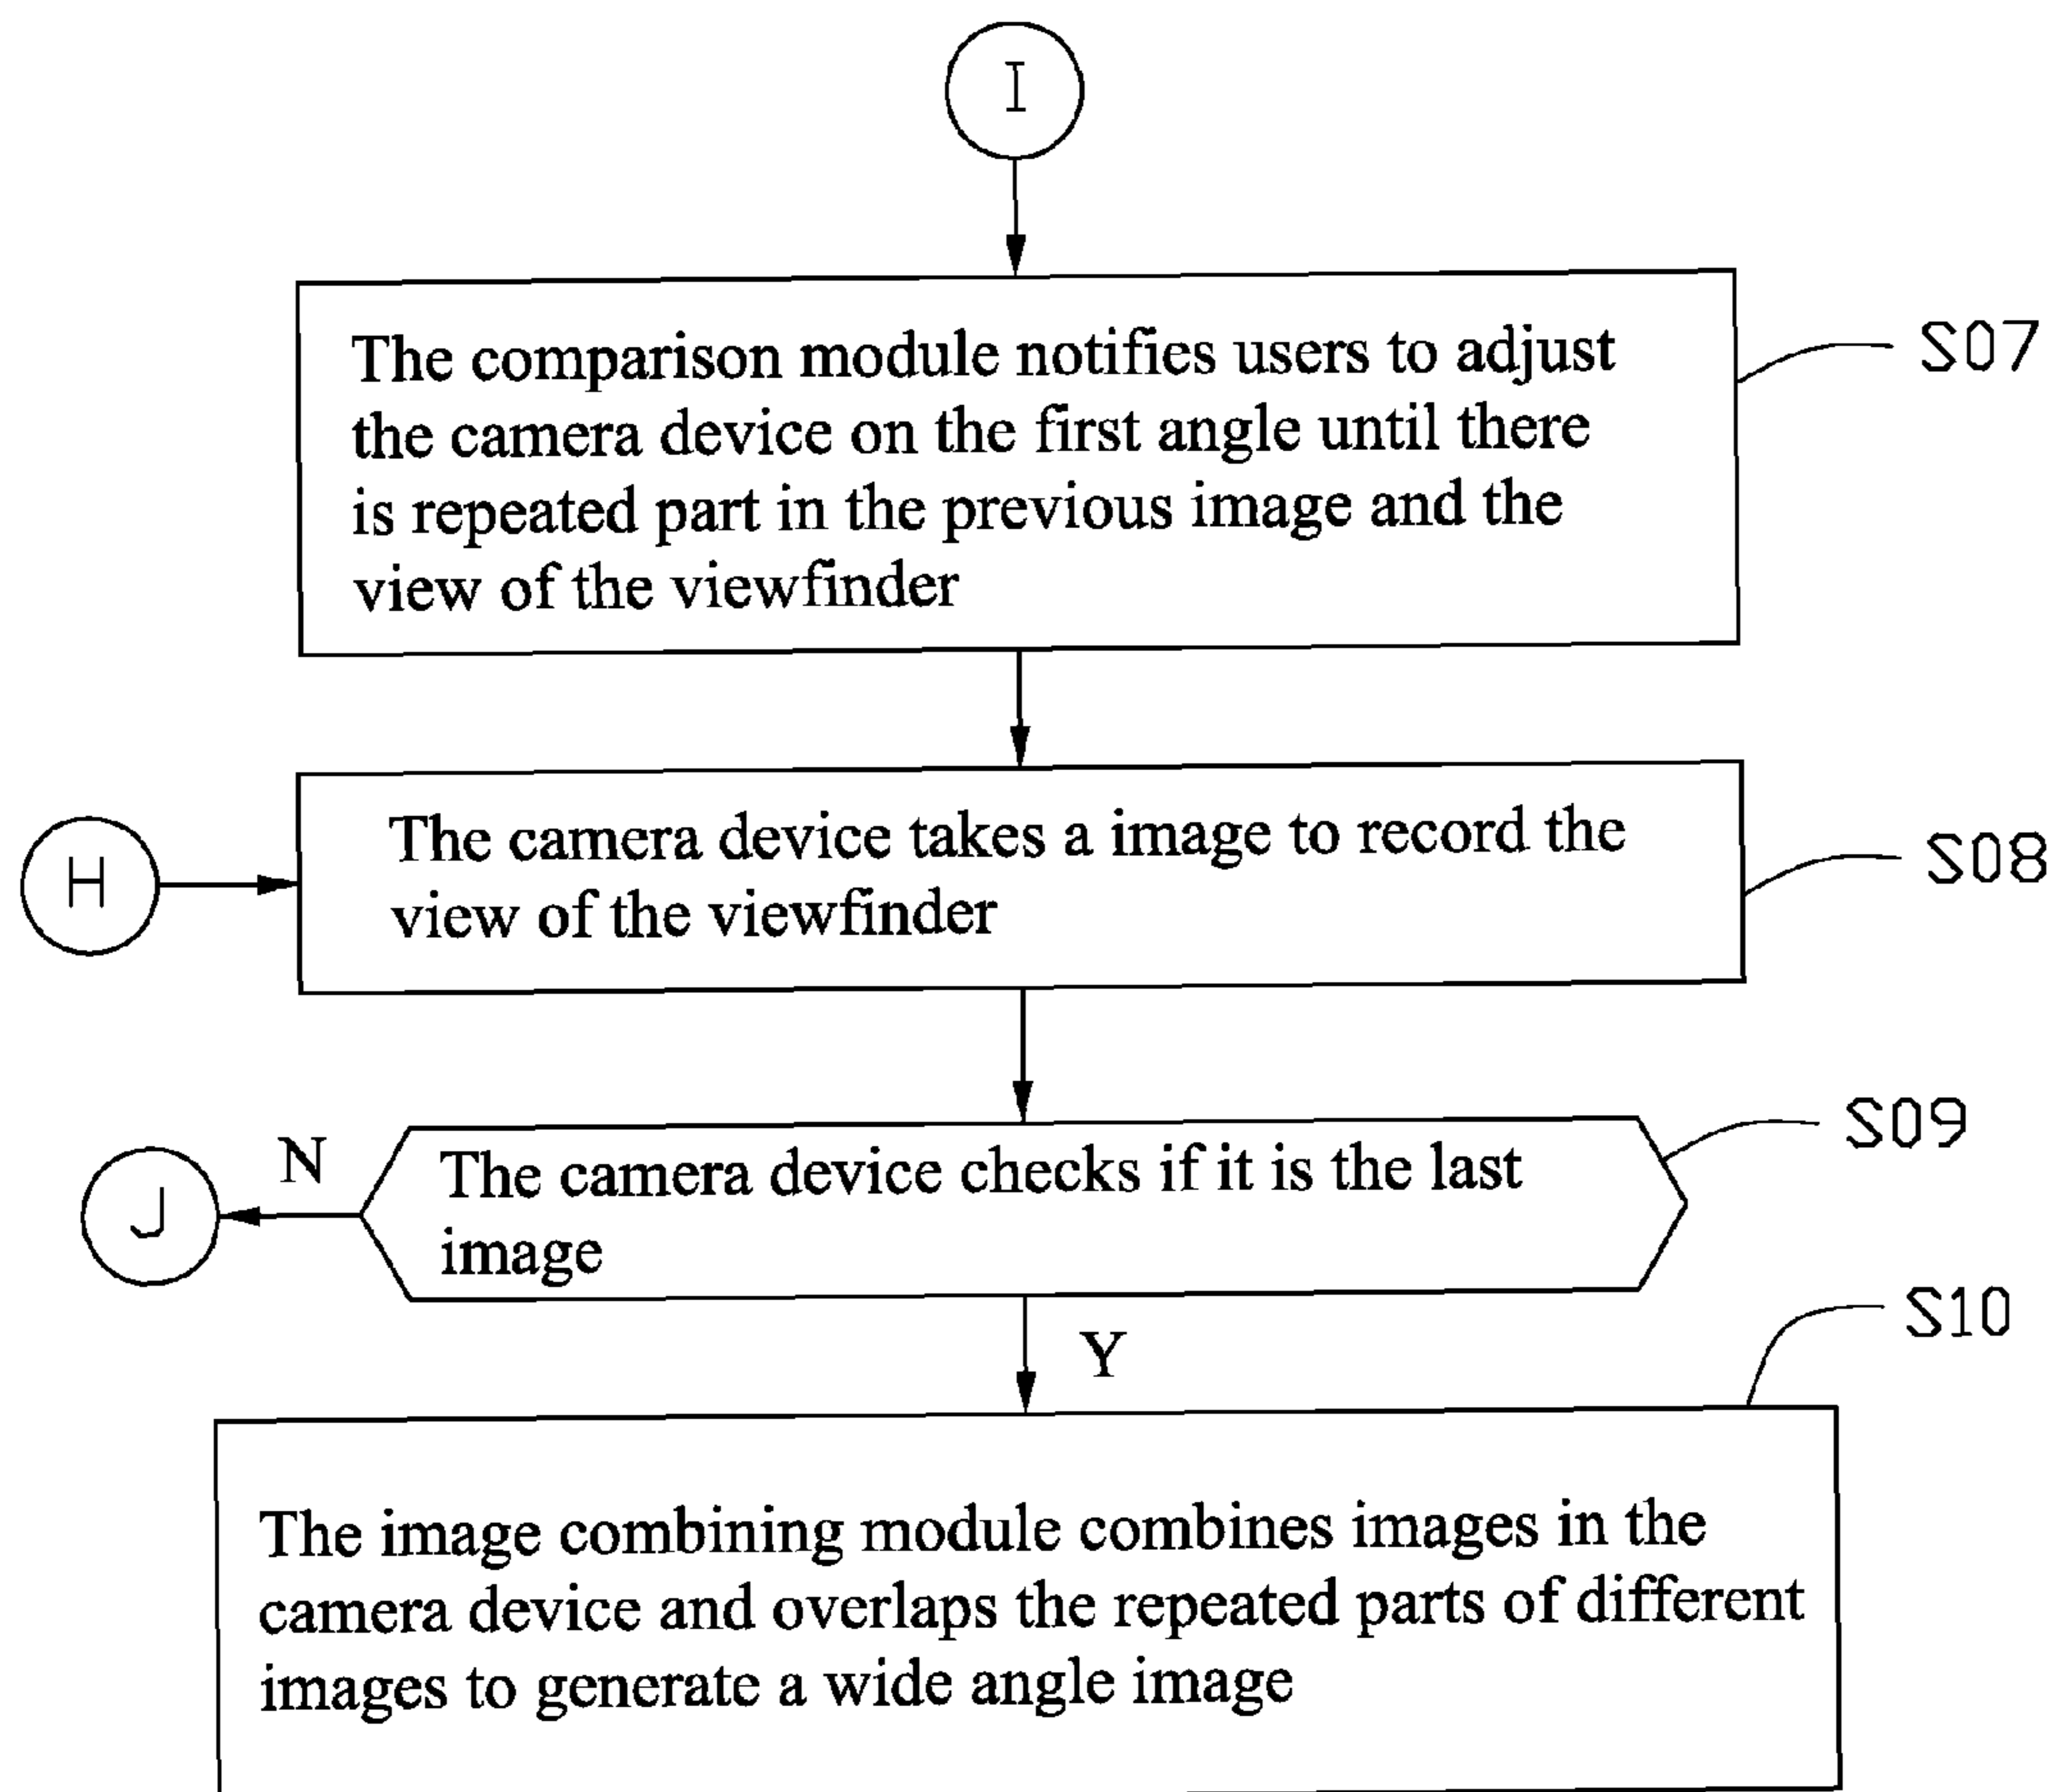 I
The comparison module notifies users to adjust
the camera device on the first angle until there
is repeated part in the previous image and the
view of the viewfinder
S07
H
The camera device takes a image to record the
view of the viewfinder
S08
J
N
The camera device checks if it is the last
image
S09
Y
S10
The image combining module combines images in the
camera device and overlaps the repeated parts of different
images to generate a wide angle image